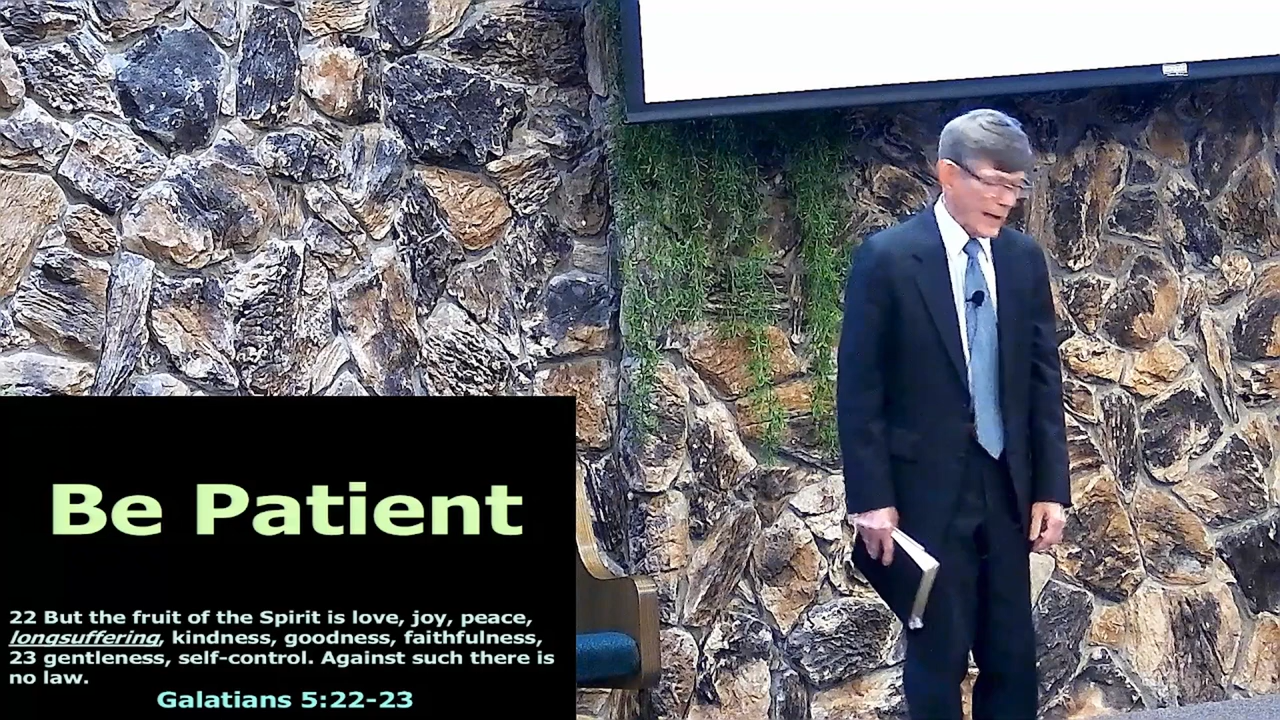 Be Patient
22 But the fruit of the Spirit is love, joy, peace,
longsuffering, kindness, goodness, faithfulness,
23 gentleness, self-control. Against such there is
no law.
Galatians 5:22-23